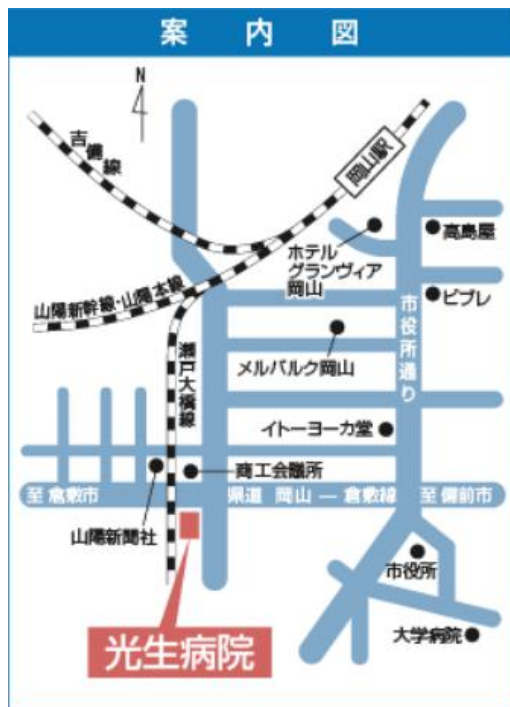 案 内 図
N
吉備線
岡山駅
高島屋
ホテル
グランヴィア
岡山
山陽新幹線・山陽本線
ビブレ
市役所通り
メルパルク岡山
瀬戸大橋線
イトーヨーカ堂
商工会議所
至倉敷市
県道 岡山 ― 倉敷線
至備前市
山陽新聞社
市役所
大学病院
光生病院